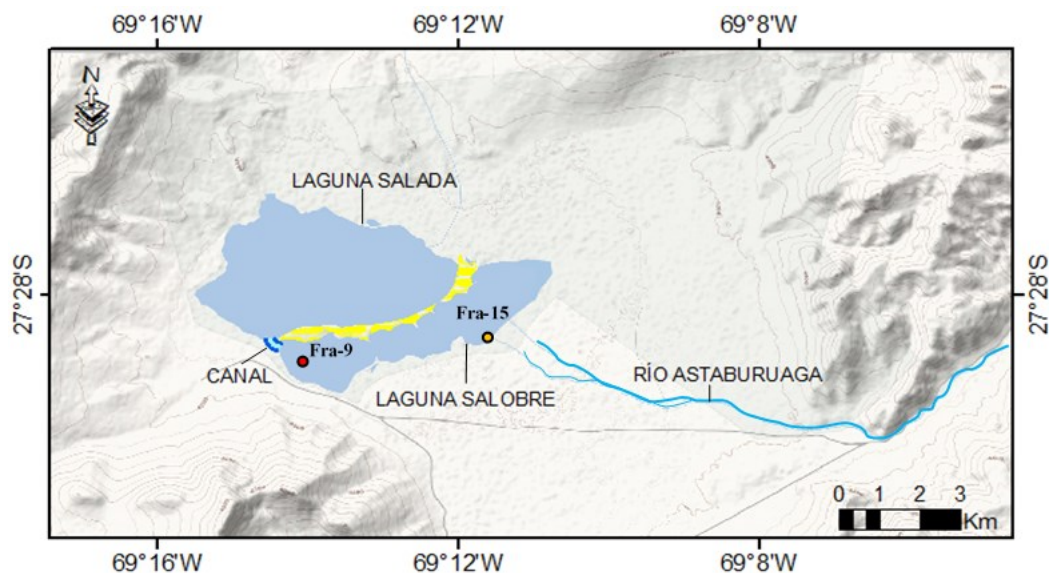 69°16'W 69°12'W 69°8'W
N
LAGUNA SALADA
27°28'S 27°28'S
Fra-15
Fra-9
CANAL
RÍO ASTABURUAGA
LAGUNA SALOBRE
0 1 2 3
Km
69°16'W 69°12'W 69°8'W